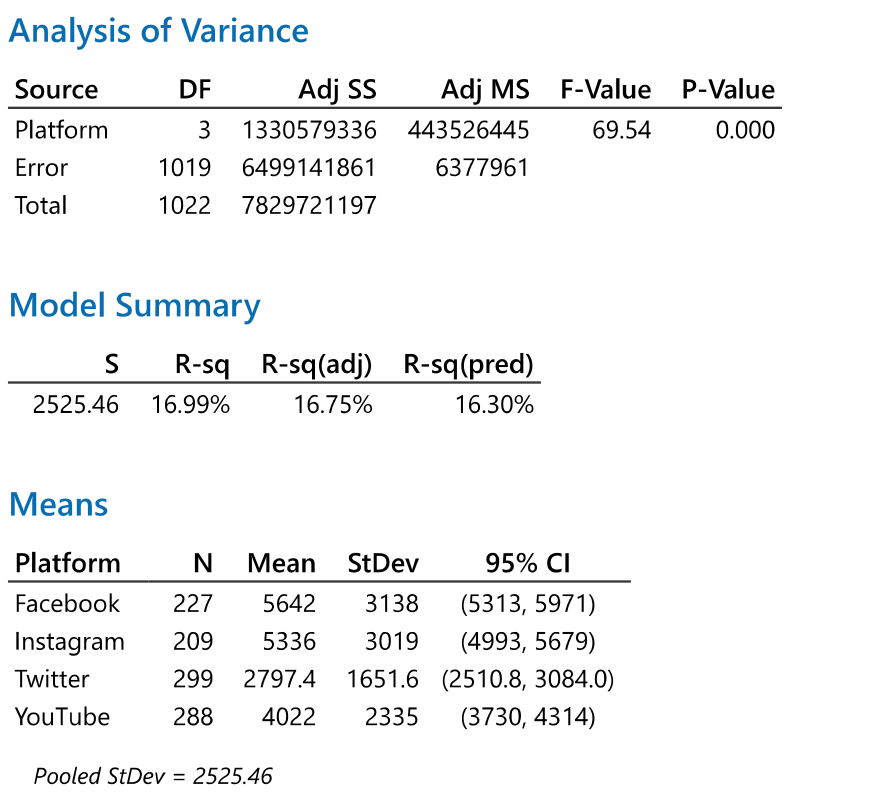 Analysis of Variance
Source DF Adj SS Adj MS F-Value P-Value
Platform 3 1330579336 443526445 69.54 0.000
Error 1019 6499141861 6377961
Total 1022 7829721197
Model Summary
S R-sq R-sq(adj) R-sq(pred)
2525.46 16.99% 16.75% 16.30%
Means
Platform N Mean StDev 95% CI
Facebook 227 5642 3138 (5313, 5971)
Instagram 209 5336 3019 (4993, 5679)
Twitter 299 2797.4 1651.6 (2510.8, 3084.0)
YouTube 288 4022 2335 (3730, 4314)
Pooled StDev = 2525.46